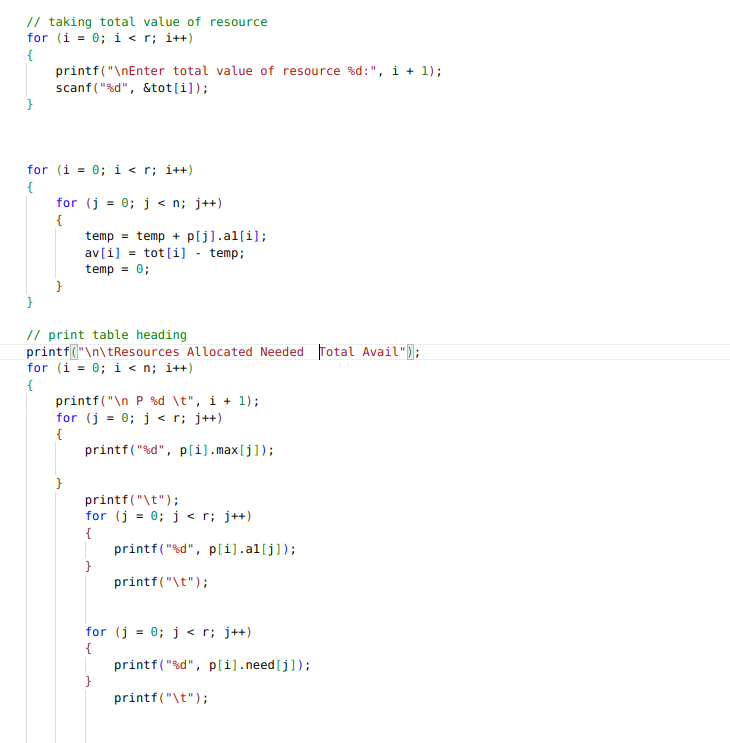 // taking total value of resource
for (i = 0; i < r; i++)
{
printf("\nEnter total value of resource %d:", i + 1);
scanf("%d", &tot[i]);
}
for (i = 0; i < r; i++)
{
for (j = 0; j < n; j++)
{
temp = temp + p[j].a1[i];
av[i] = tot[i] - temp;
temp = 0;
}
}
// print table heading
printf("\n\tResources Allocated Needed  Total Avail");
for (i = 0; i < n; i++)
{
printf("\n P %d \t", i + 1);
for (j = 0; j < r; j++)
{
printf("%d", p[i].max[j]);
}
printf("\t");
for (j = 0; j < r; j++)
{
printf("%d", p[i].a1[j]);
}
printf("\t");
for (j = 0; j < r; j++)
{
printf("%d", p[i].need[j]);
}
printf("\t");